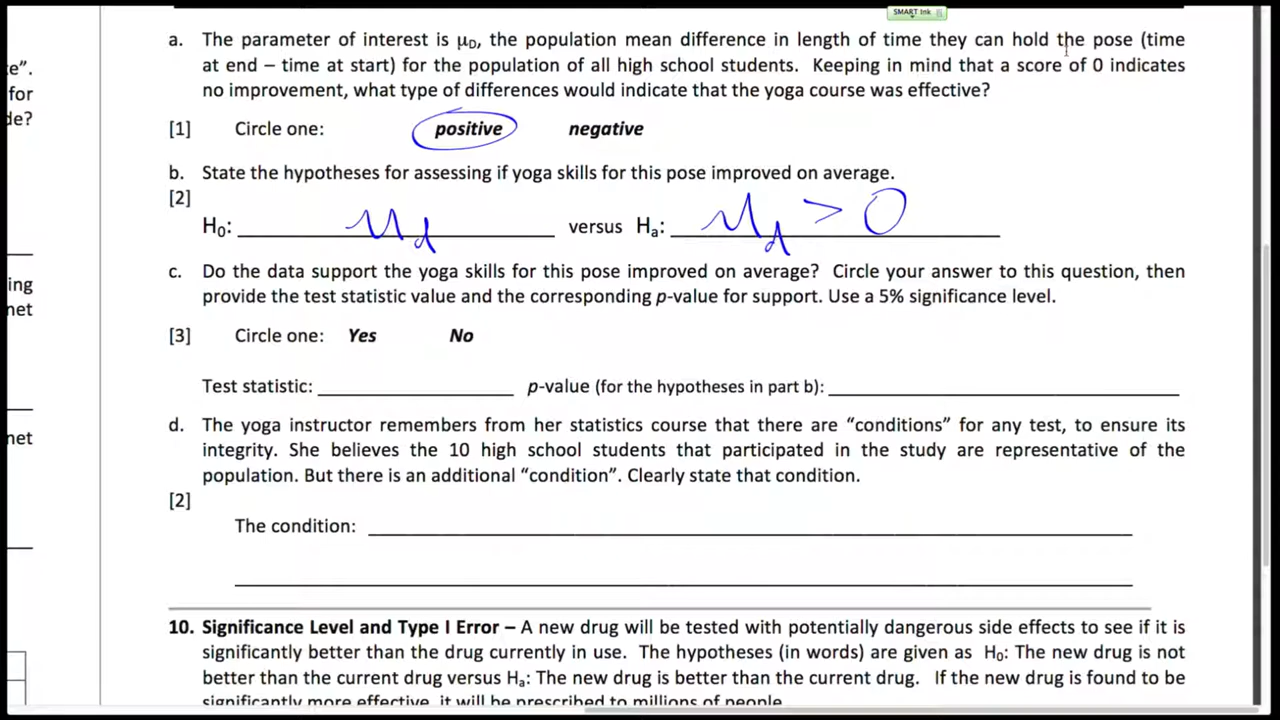 SMART Ink
a. The parameter of interest is μD, the population mean difference in length of time they can hold the pose (time
e”. at end – time at start) for the population of all high school students. Keeping in mind that a score of 0 indicates
for no improvement, what type of differences would indicate that the yoga course was effective?
de?
[1] Circle one: positive negative
b. State the hypotheses for assessing if yoga skills for this pose improved on average.
[2]
H0: μd versus Ha: μd > 0
c. Do the data support the yoga skills for this pose improved on average? Circle your answer to this question, then
ing
provide the test statistic value and the corresponding p-value for support. Use a 5% significance level.
net
[3] Circle one: Yes No
Test statistic: p-value (for the hypotheses in part b):
d. The yoga instructor remembers from her statistics course that there are “conditions” for any test, to ensure its
net
integrity. She believes the 10 high school students that participated in the study are representative of the
population. But there is an additional “condition”. Clearly state that condition.
[2]
The condition:
10. Significance Level and Type I Error – A new drug will be tested with potentially dangerous side effects to see if it is
significantly better than the drug currently in use. The hypotheses (in words) are given as H0: The new drug is not
better than the current drug versus Ha: The new drug is better than the current drug. If the new drug is found to be
significantly more effective, it will be prescribed to millions of people